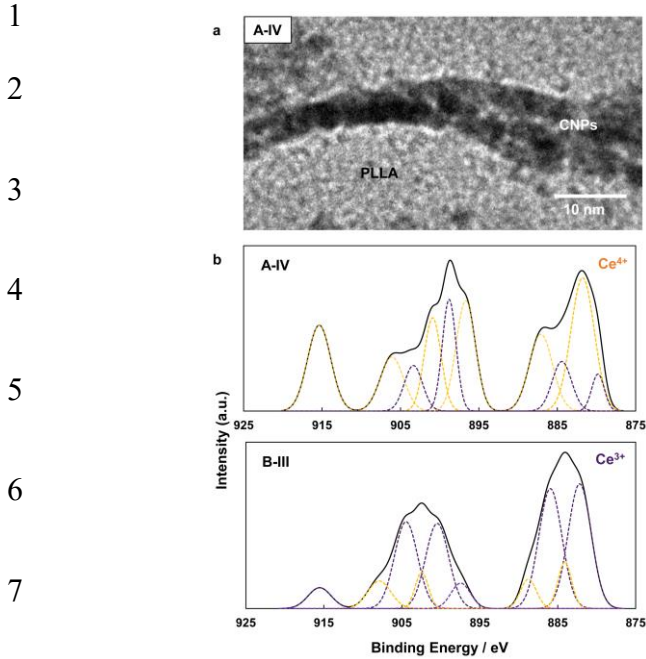 1
a
A-IV
2
CNPs
PLLA
3
10 nm
b
A-IV
Ce⁴⁺
4
925 915 905 895 885 875
5
Intensity (a.u.)
B-III
Ce³⁺
6
7
925 915 905 895 885 875
Binding Energy / eV